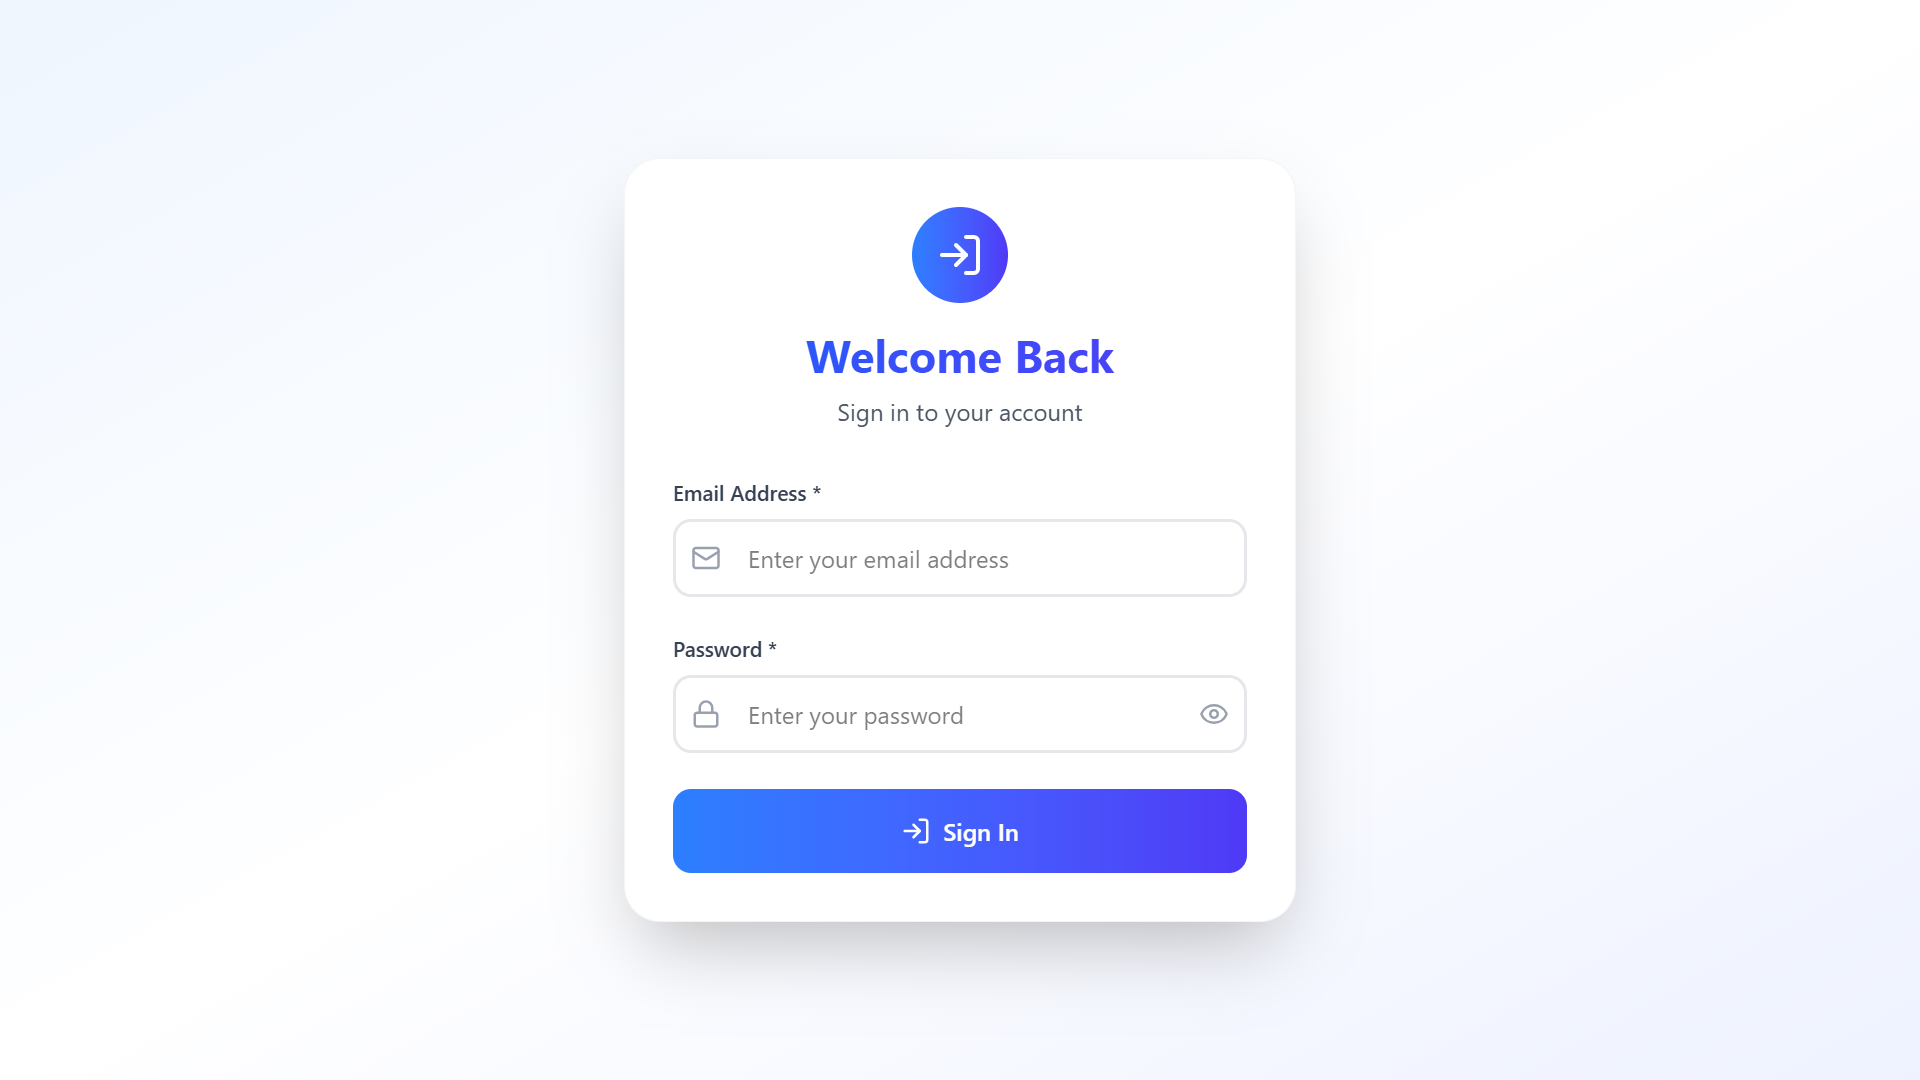 Welcome Back
Sign in to your account
Email Address *
Enter your email address
Password *
Enter your password
Sign In